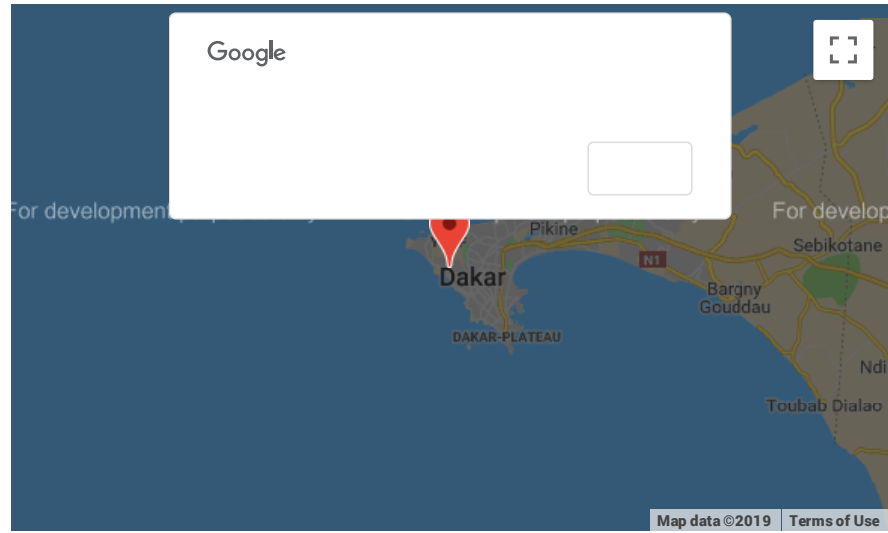 Google
For development
For develop
Pikine
Sebikotane
N1
Dakar
Bargny
Gouddau
DAKAR-PLATEAU
Ndi
Toubab Dialao
Map data ©2019
Terms of Use